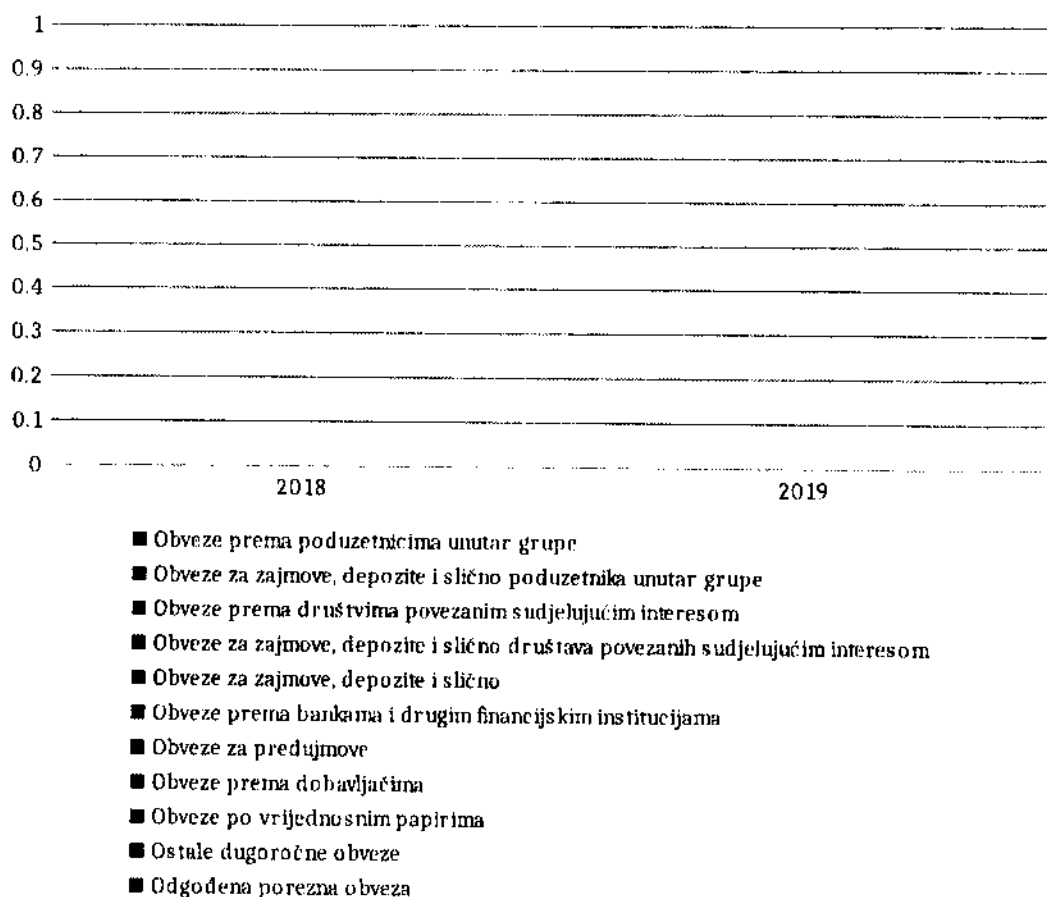 1
0.9
0.8
0.7
0.6
0.5
0.4
0.3
0.2
0.1
0
2018 2019
Obveze prema poduzetnicima unutar grupe
Obveze za zajmove, depozite i slično poduzetnika unutar grupe
Obveze prema društvima povezanim sudjelujućim interesom
Obveze za zajmove, depozite i slično društava povezanih sudjelujućim interesom
Obveze za zajmove, depozite i slično
Obveze prema bankama i drugim financijskim institucijama
Obveze za predujmove
Obveze prema dobavljačima
Obveze po vrijednosnim papirima
Ostale dugoročne obveze
Odgođena porezna obveza